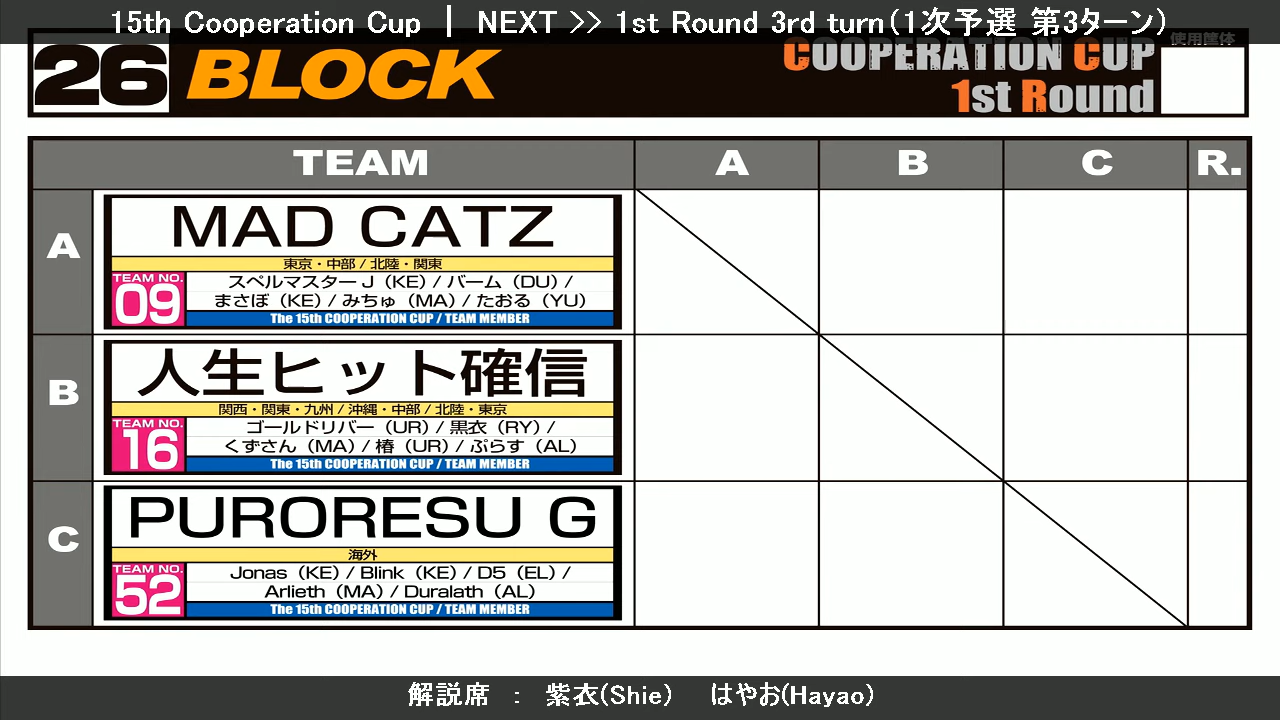 15th Cooperation Cup | NEXT >> 1st Round 3rd turn(1次予選 第3ターン)
26 BLOCK
COOPERATION CUP
1st Round
使用筐体
TEAM A B C R.
A
MAD CATZ
東京・中部 / 北陸・関東
TEAM NO.
09
スペルマスターJ(KE)/ バーム(DU)/
まさぼ(KE)/ みちゅ(MA)/ たおる(YU)
The 15th COOPERATION CUP / TEAM MEMBER
B
人生ヒット確信
関西・関東・九州 / 沖縄・中部 / 北陸・東京
TEAM NO.
16
ゴールドリバー(UR)/ 黒衣(RY)/
くずさん(MA)/ 椿(UR)/ ぷらす(AL)
The 15th COOPERATION CUP / TEAM MEMBER
C
PURORESU G
海外
TEAM NO.
52
Jonas(KE)/ Blink(KE)/ D5(EL)/
Arlieth(MA)/ Duralath(AL)
The 15th COOPERATION CUP / TEAM MEMBER
解説席 : 紫衣(Shie) はやお(Hayao)